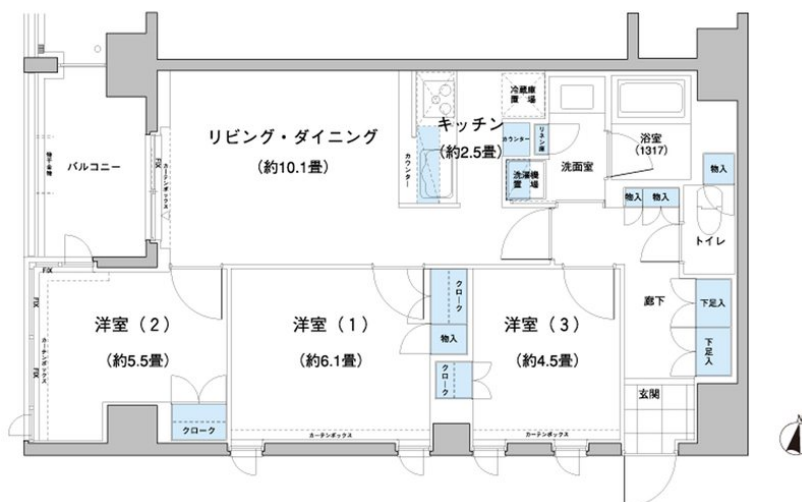 バルコニー
物干金物
FIX
カーテンボックス
リビング・ダイニング
(約10.1畳)
カウンター
キッチン
(約2.5畳)
冷蔵庫
置場
カウンター
リネン庫
洗濯機
置場
洗面室
浴室
(1317)
物入
物入
物入
トイレ
廊下
下足入
下足入
玄関
FIX
FIX
FIX
カーテンボックス
洋室(2)
(約5.5畳)
クローク
洋室(1)
(約6.1畳)
クローク
物入
カーテンボックス
洋室(3)
(約4.5畳)
クローク
カーテンボックス
N